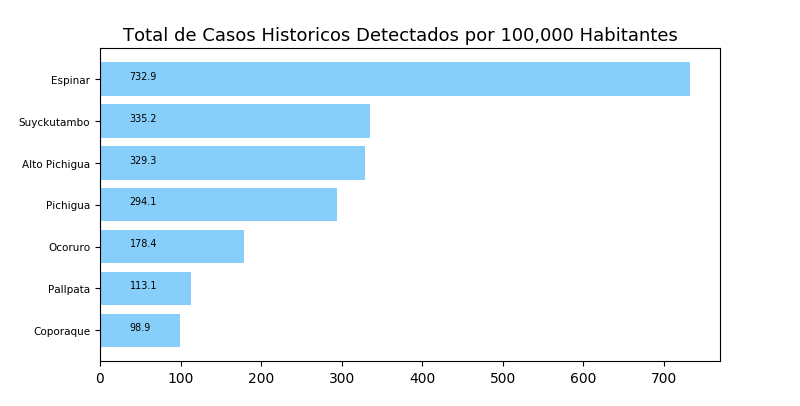 Total de Casos Historicos Detectados por 100,000 Habitantes
Espinar 732.9
Suyckutambo 335.2
Alto Pichigua 329.3
Pichigua 294.1
Ocoruro 178.4
Pallpata 113.1
Coporaque 98.9
0 100 200 300 400 500 600 700